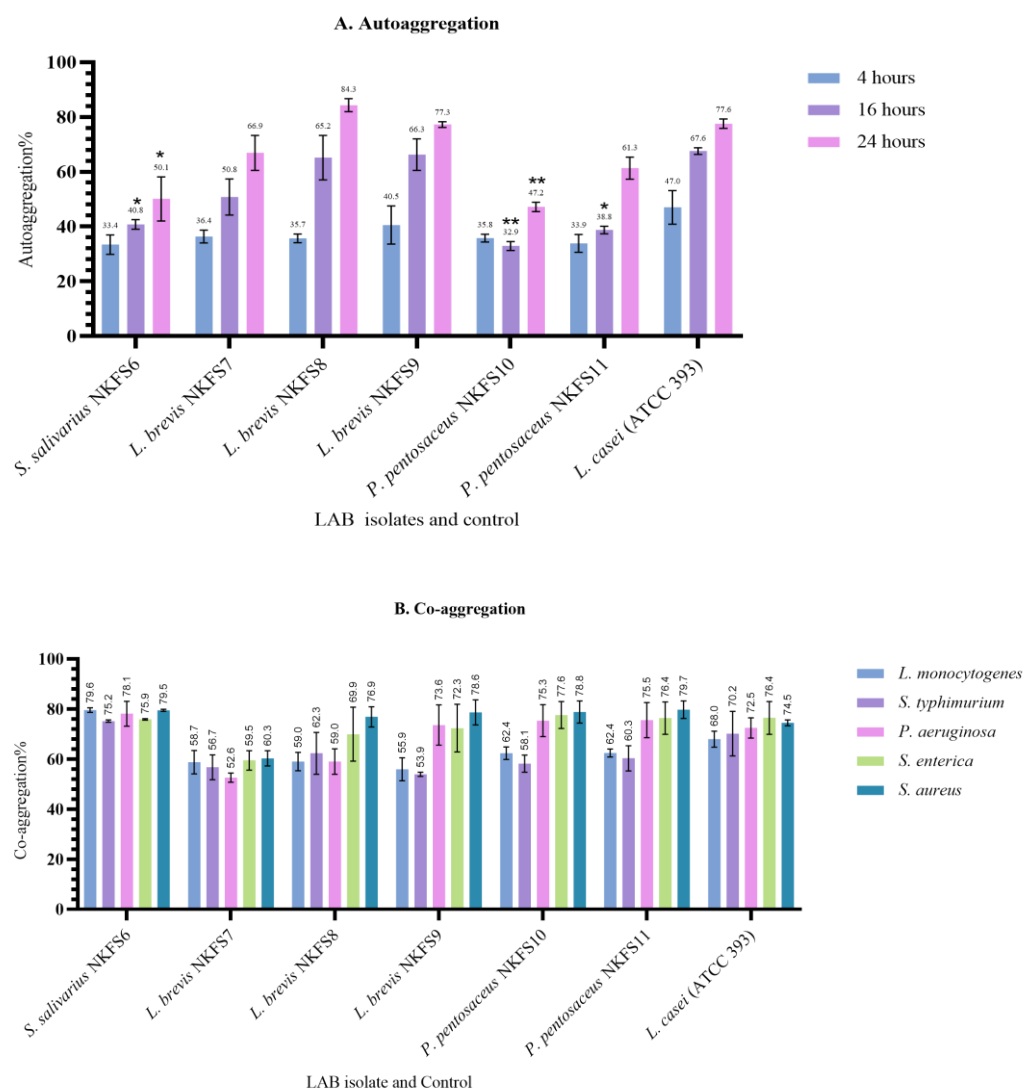 A. Autoaggregation
Autoaggregation%
100
80
60
40
20
0
33.4
*
40.8
*
50.1
36.4
50.8
66.9
35.7
65.2
84.3
40.5
66.3
77.3
35.8
**
32.9
**
47.2
33.9
*
38.8
61.3
47.0
67.6
77.6
4 hours
16 hours
24 hours
S. salivarius NKFS6
L. brevis NKFS7
L. brevis NKFS8
L. brevis NKFS9
P. pentosaceus NKFS10
P. pentosaceus NKFS11
L. casei (ATCC 393)
LAB isolates and control
B. Co-aggregation
Co-aggregation%
100
80
60
40
20
0
79.6
75.2
78.1
75.9
79.5
58.7
56.7
52.6
59.5
60.3
59.0
62.3
59.0
69.9
76.9
55.9
53.9
73.6
72.3
78.6
62.4
58.1
75.3
77.6
78.8
62.4
60.3
75.5
76.4
79.7
68.0
70.2
72.5
76.4
74.5
L. monocytogenes
S. typhimurium
P. aeruginosa
S. enterica
S. aureus
S. salivarius NKFS6
L. brevis NKFS7
L. brevis NKFS8
L. brevis NKFS9
P. pentosaceus NKFS10
P. pentosaceus NKFS11
L. casei (ATCC 393)
LAB isolate and Control